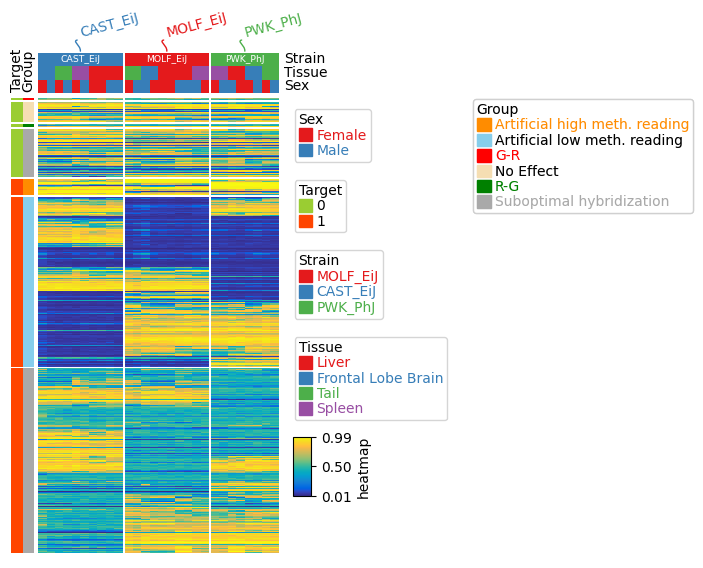 CAST_EiJ
MOLF_EiJ
PWK_PhJ
Target
Group
CAST_EiJ
MOLF_EiJ
PWK_PhJ
Strain
Tissue
Sex
Sex
Female
Male
Target
0
1
Strain
MOLF_EiJ
CAST_EiJ
PWK_PhJ
Tissue
Liver
Frontal Lobe Brain
Tail
Spleen
0.99
0.50
0.01
heatmap
Group
Artificial high meth. reading
Artificial low meth. reading
G-R
No Effect
R-G
Suboptimal hybridization